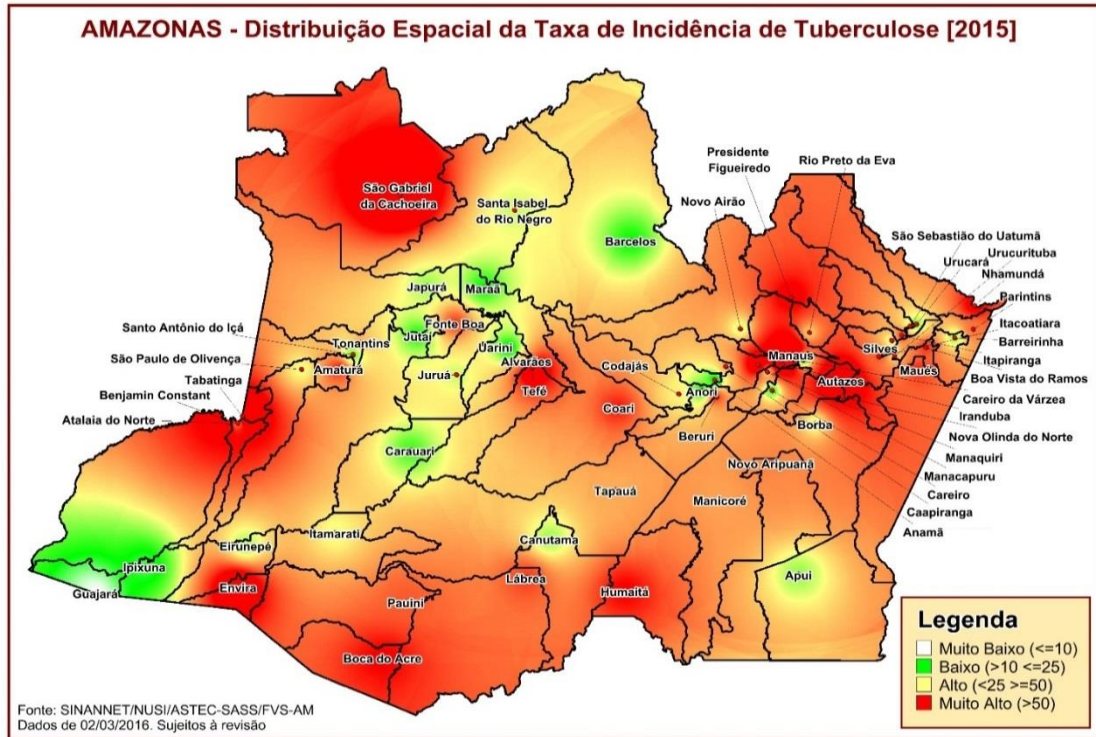 AMAZONAS - Distribuição Espacial da Taxa de Incidência de Tuberculose [2015]
Presidente
Figueiredo
Rio Preto da Eva
São Gabriel
da Cachoeira
Santa Isabel
do Rio Negro
Novo Airão
São Sebastião do Uatumã
Urucurituba
Urucará
Nhamundá
Barcelos
Parintins
Japurá
Maraã
Santo Antônio do Içá
Tonantins
Fonte Boa
Jutaí
Uarini
Itacoatiara
Barreirinha
São Paulo de Olivença
Amaturá
Alvarães
Codajás
Manaus
Silves
Itapiranga
Maués
Boa Vista do Ramos
Tabatinga
Juruá
Tefé
Anori
Autazes
Careiro da Várzea
Benjamin Constant
Coari
Iranduba
Atalaia do Norte
Beruri
Borba
Nova Olinda do Norte
Carauari
Manaquiri
Novo Aripuanã
Manacapuru
Tapauá
Manicoré
Careiro
Caapiranga
Itamarati
Anamã
Eirunepé
Canutama
Ipixuna
Apui
Guajará
Envira
Lábrea
Humaitá
Pauini
Boca do Acre
Legenda
Muito Baixo (<=10)
Baixo (>10 <=25)
Alto (<25 >=50)
Muito Alto (>50)
Fonte: SINANNET/NUSI/ASTEC-SASS/FVS-AM
Dados de 02/03/2016. Sujeitos à revisão